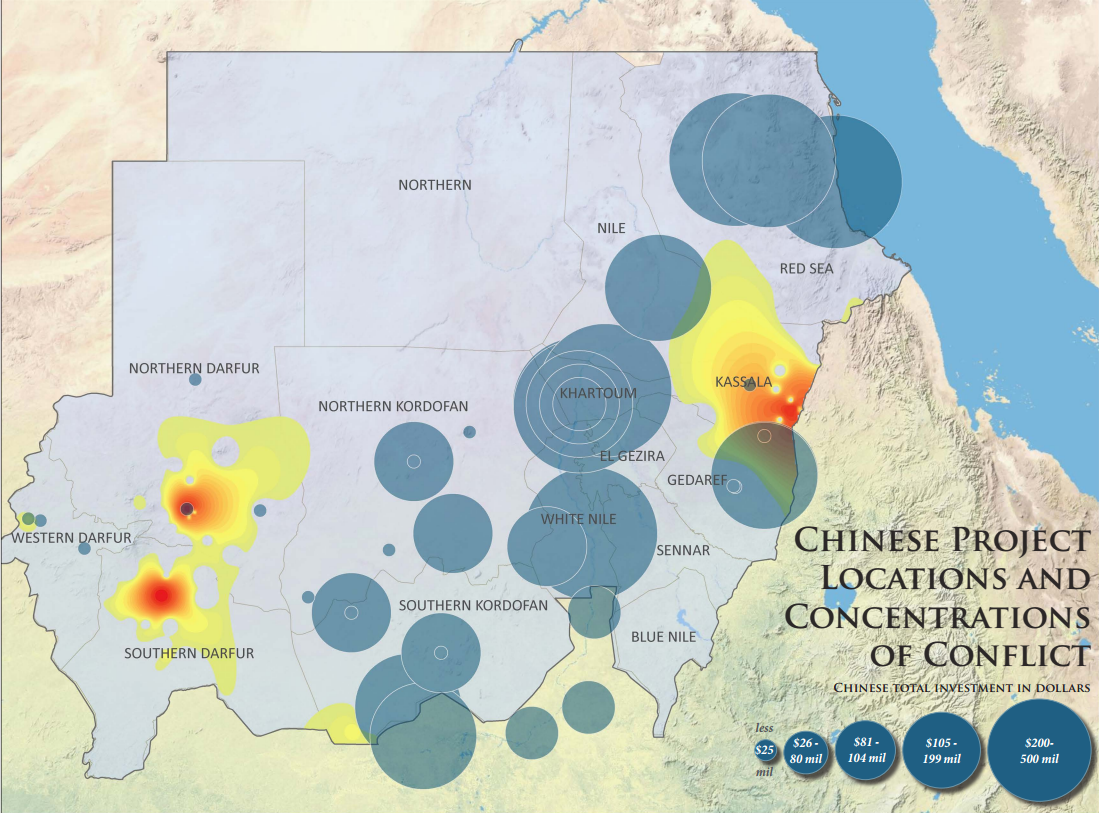 NORTHERN
NILE
RED SEA
NORTHERN DARFUR
KASSALA
KHARTOUM
NORTHERN KORDOFAN
EL GEZIRA
GEDAREF
WHITE NILE
WESTERN DARFUR
SENNAR
SOUTHERN KORDOFAN
BLUE NILE
SOUTHERN DARFUR
Chinese Project
Locations and
Concentrations
of Conflict
Chinese total investment in dollars
less
$25
mil
$26 -
80 mil
$81 -
104 mil
$105 -
199 mil
$200-
500 mil